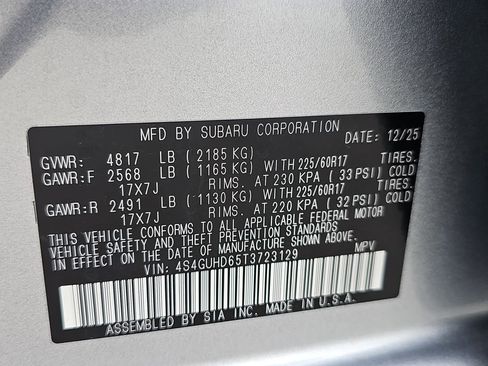 MFD BY SUBARU CORPORATION DATE: 12/25
GVWR: 4817 LB ( 2185 KG)
GAWR:F 2568 LB ( 1165 KG) WITH 225/60R17 TIRES.
17X7J RIMS. AT 230 KPA ( 33 PSI) COLD
GAWR:R 2491 LB ( 1130 KG) WITH 225/60R17 TIRES.
17X7J RIMS. AT 220 KPA ( 32 PSI) COLD
THIS VEHICLE CONFORMS TO ALL APPLICABLE FEDERAL MOTOR
VEHICLE SAFETY AND THEFT PREVENTION STANDARDS
IN EFFECT ON THE DATE OF MANUFACTURE SHOWN ABOVE.
VIN: 4S4GUHD65T3723129 MPV
ASSEMBLED BY SIA INC. MADE IN U.S.A.